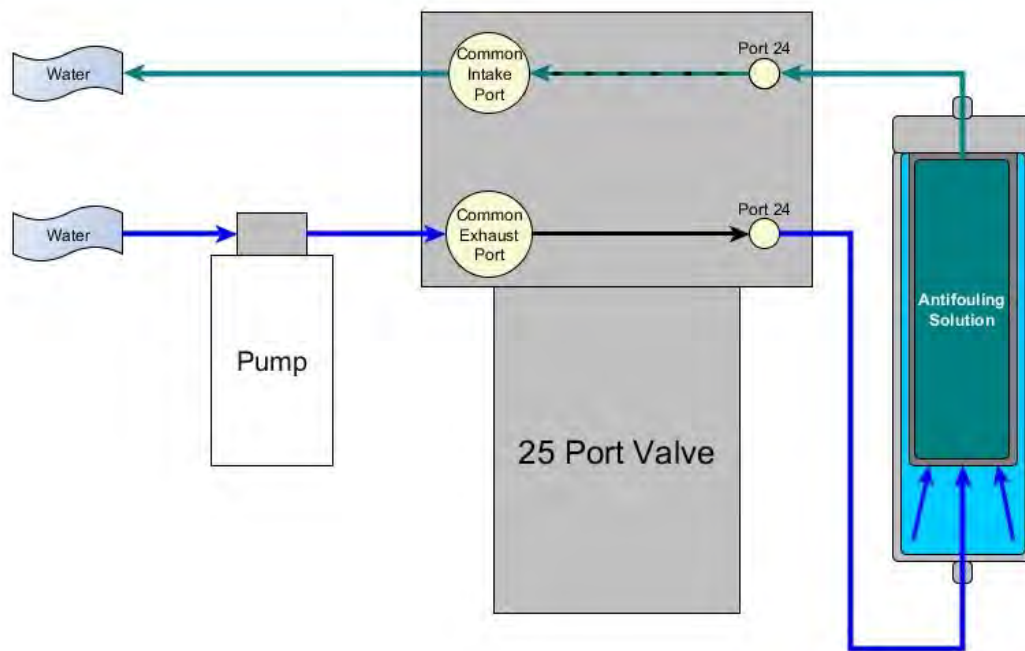 Water
Common
Intake
Port
Port 24
Water
Common
Exhaust
Port
Port 24
Pump
25 Port Valve
Antifouling
Solution